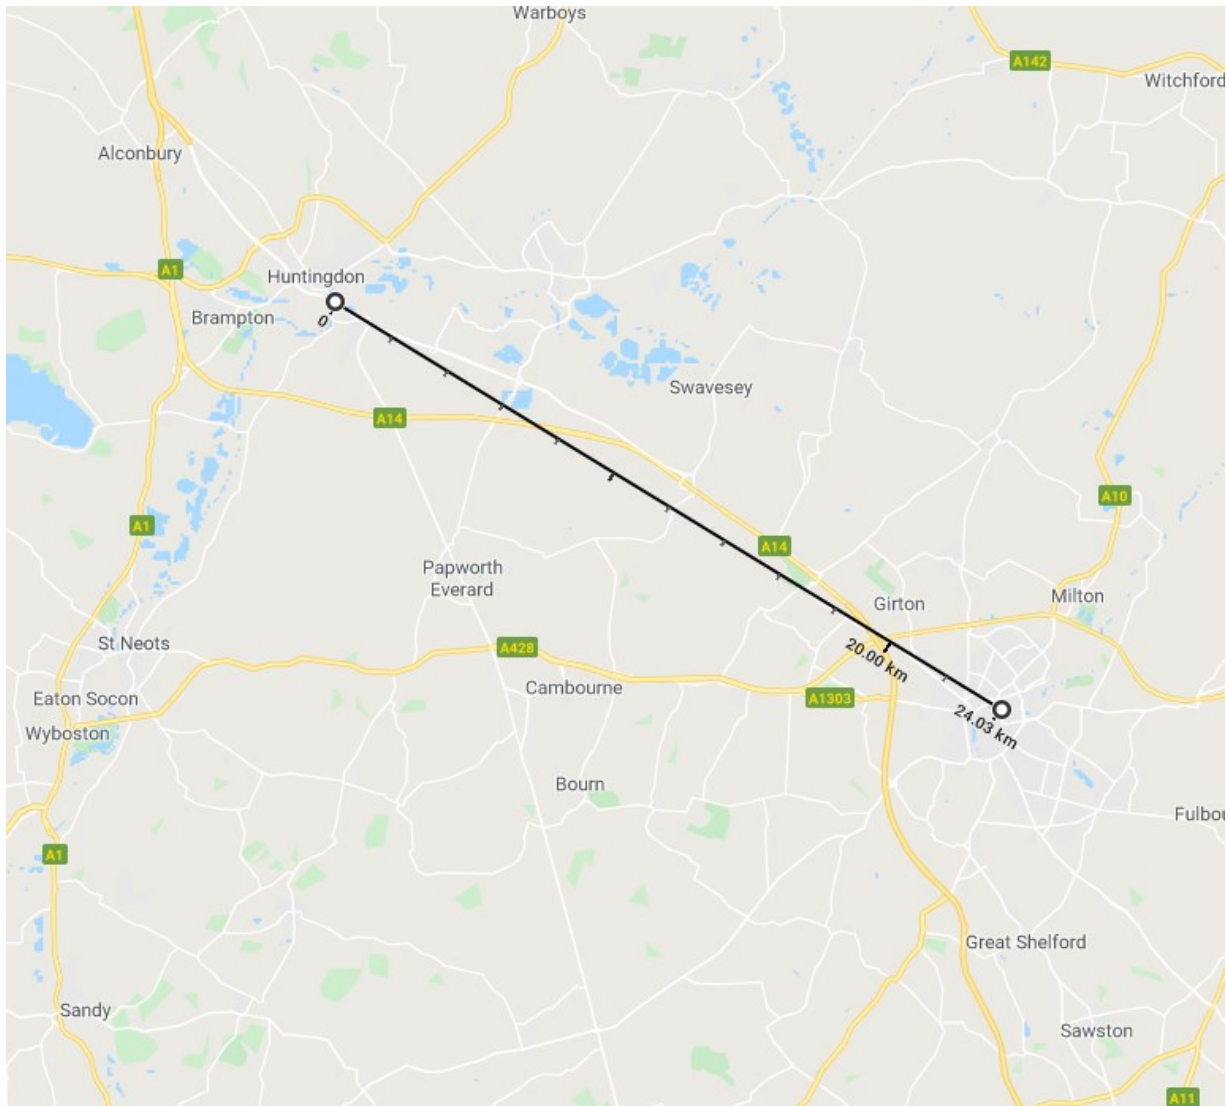 Warboys
A142
Witchford
Alconbury
A1
Huntingdon
0
Brampton
Swavesey
A14
A10
A1
A14
Papworth
Everard
Girton
Milton
St Neots
A428
20.00 km
Eaton Socon
Cambourne
A1303
24.03 km
Wyboston
Bourn
Fulbou
A1
Great Shelford
Sandy
Sawston
A11